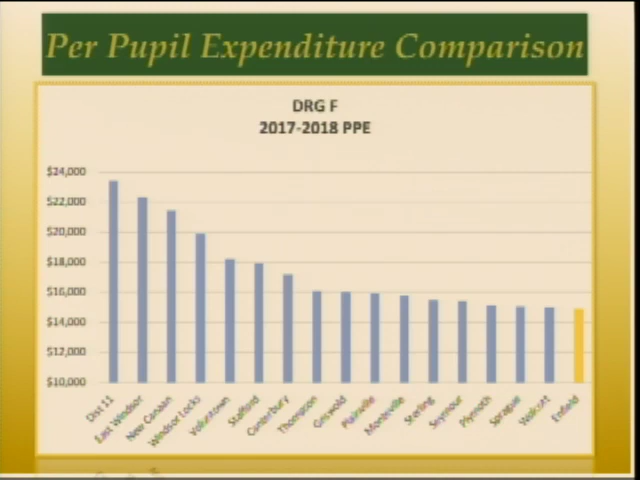 Per Pupil Expenditure Comparison
DRG F
2017-2018 PPE
$24,000
$22,000
$20,000
$18,000
$16,000
$14,000
$12,000
$10,000
Dist 11
East Windsor
New Canaan
Windsor Locks
Voluntown
Stafford
Canterbury
Thompson
Griswold
Plainville
Montville
Sterling
Seymour
Plymoth
Sprague
Wolcott
Enfield